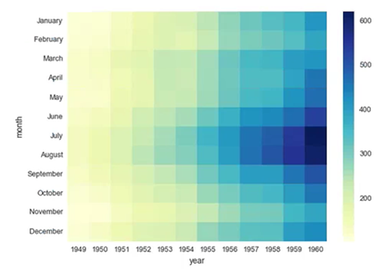 January
February
March
April
May
June
July
August
September
October
November
December
month
1949 1950 1951 1952 1953 1954 1955 1956 1957 1958 1959 1960
year
600
500
400
300
200